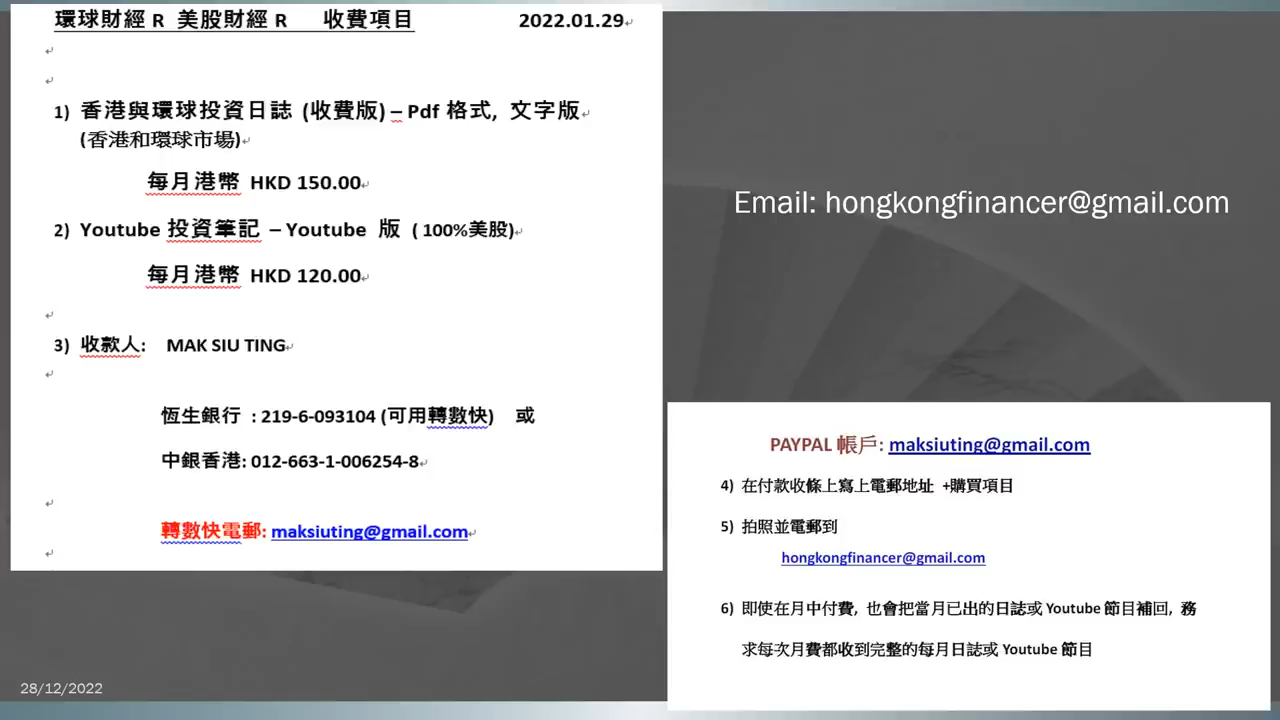 環球財經 R 美股財經 R 收費項目 2022.01.29
1) 香港與環球投資日誌 (收費版) – Pdf 格式, 文字版
(香港和環球市場)
每月港幣 HKD 150.00
2) Youtube 投資筆記 – Youtube 版 ( 100%美股)
每月港幣 HKD 120.00
3) 收款人: MAK SIU TING
恆生銀行 : 219-6-093104 (可用轉數快) 或
中銀香港: 012-663-1-006254-8
轉數快電郵: maksiuting@gmail.com
Email: hongkongfinancer@gmail.com
PAYPAL 帳戶: maksiuting@gmail.com
4) 在付款收條上寫上電郵地址 +購買項目
5) 拍照並電郵到
hongkongfinancer@gmail.com
6) 即使在月中付費, 也會把當月已出的日誌或 Youtube 節目補回, 務
求每次月費都收到完整的每月日誌或 Youtube 節目
28/12/2022